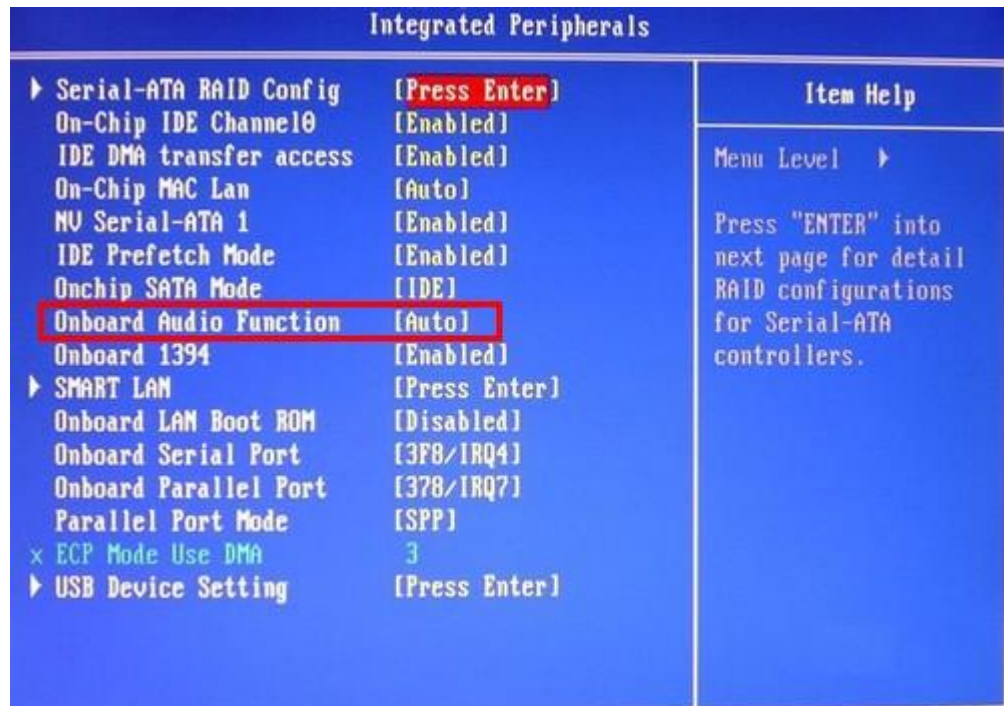 Integrated Peripherals
Serial-ATA RAID Config [Press Enter]
On-Chip IDE Channel0 [Enabled]
IDE DMA transfer access [Enabled]
On-Chip MAC Lan [Auto]
NV Serial-ATA 1 [Enabled]
IDE Prefetch Mode [Enabled]
Onchip SATA Mode [IDE]
Onboard Audio Function [Auto]
Onboard 1394 [Enabled]
SMART LAN [Press Enter]
Onboard LAN Boot ROM [Disabled]
Onboard Serial Port [3F8/IRQ4]
Onboard Parallel Port [378/IRQ7]
Parallel Port Mode [SPP]
x ECP Mode Use DMA 3
USB Device Setting [Press Enter]
Item Help
Menu Level
Press "ENTER" into
next page for detail
RAID configurations
for Serial-ATA
controllers.